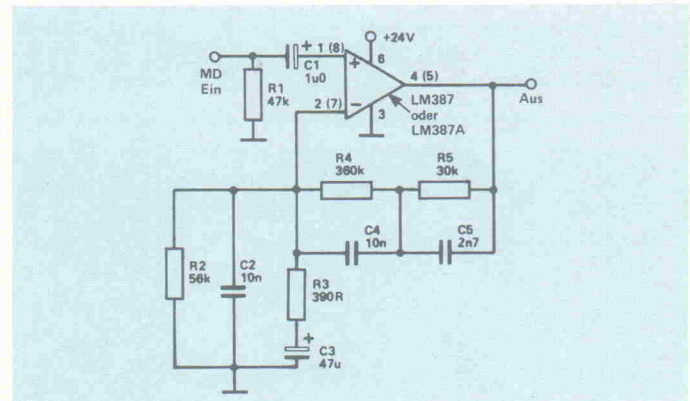 +24V
MD
Ein
+
C1
1u0
1 (8)
+
6
4 (5)
R1
47k
2 (7)
−
3
LM387
oder
LM387A
Aus
R4
360k
R5
30k
R2
56k
C2
10n
C4
10n
C5
2n7
R3
390R
+
C3
47u